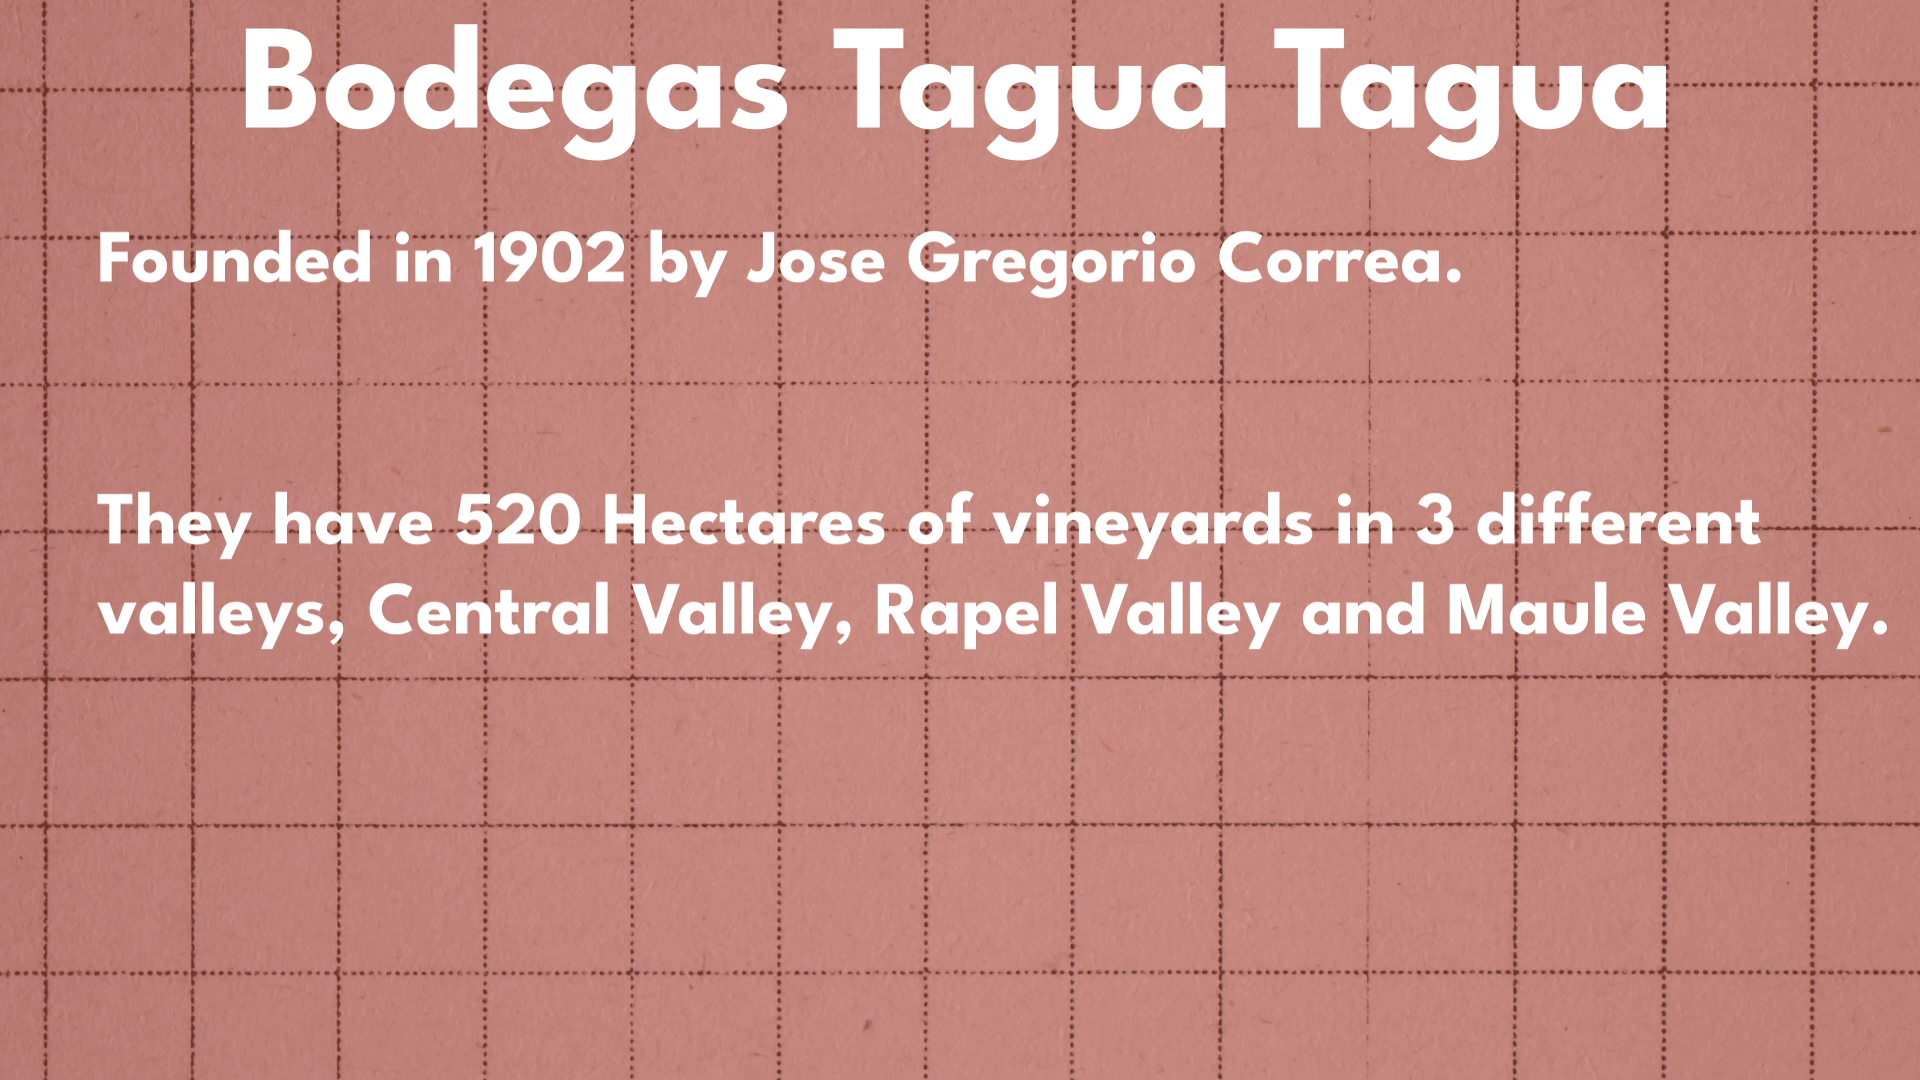 Bodegas Tagua Tagua
Founded in 1902 by Jose Gregorio Correa.
They have 520 Hectares of vineyards in 3 different
valleys, Central Valley, Rapel Valley and Maule Valley.